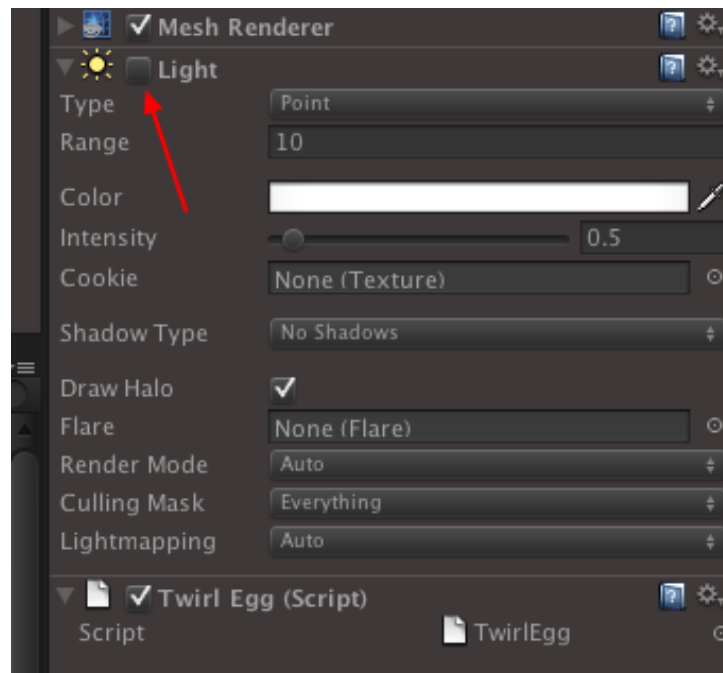 Mesh Renderer
Light
Type Point
Range 10
Color
Intensity 0.5
Cookie None (Texture)
Shadow Type No Shadows
Draw Halo
Flare None (Flare)
Render Mode Auto
Culling Mask Everything
Lightmapping Auto
Twirl Egg (Script)
Script TwirlEgg